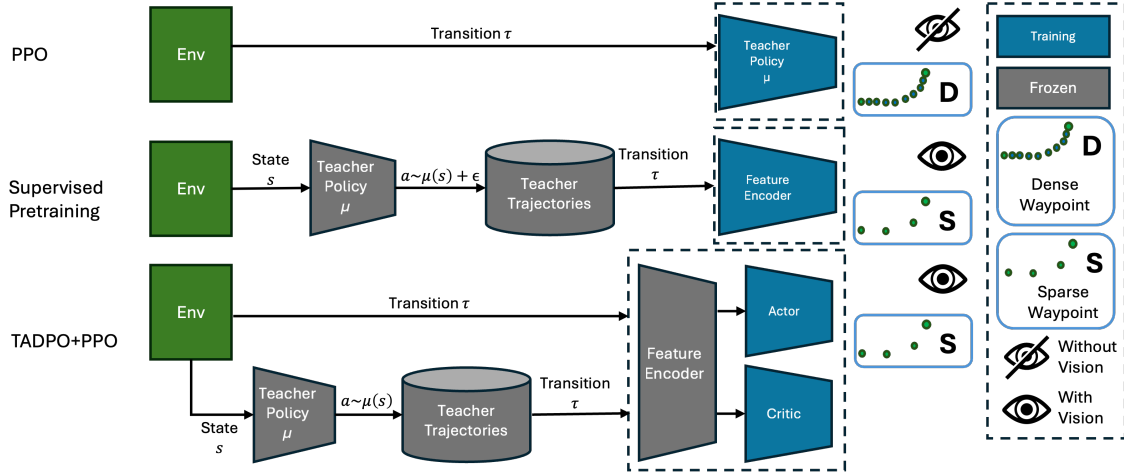 PPO
Env
Transition τ
Teacher
Policy
μ
D
Supervised
Pretraining
Env
State
s
Teacher
Policy
μ
a~μ(s) + ϵ
Teacher
Trajectories
Transition
τ
Feature
Encoder
S
TADPO+PPO
Env
Transition τ
State
s
Teacher
Policy
μ
a~μ(s)
Teacher
Trajectories
Transition
τ
Feature
Encoder
Actor
Critic
S
Training
Frozen
D
Dense
Waypoint
S
Sparse
Waypoint
Without
Vision
With
Vision